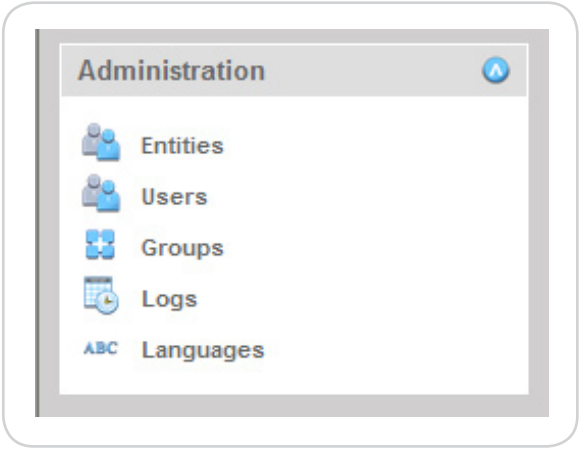 Administration
Entities
Users
Groups
Logs
ABC Languages